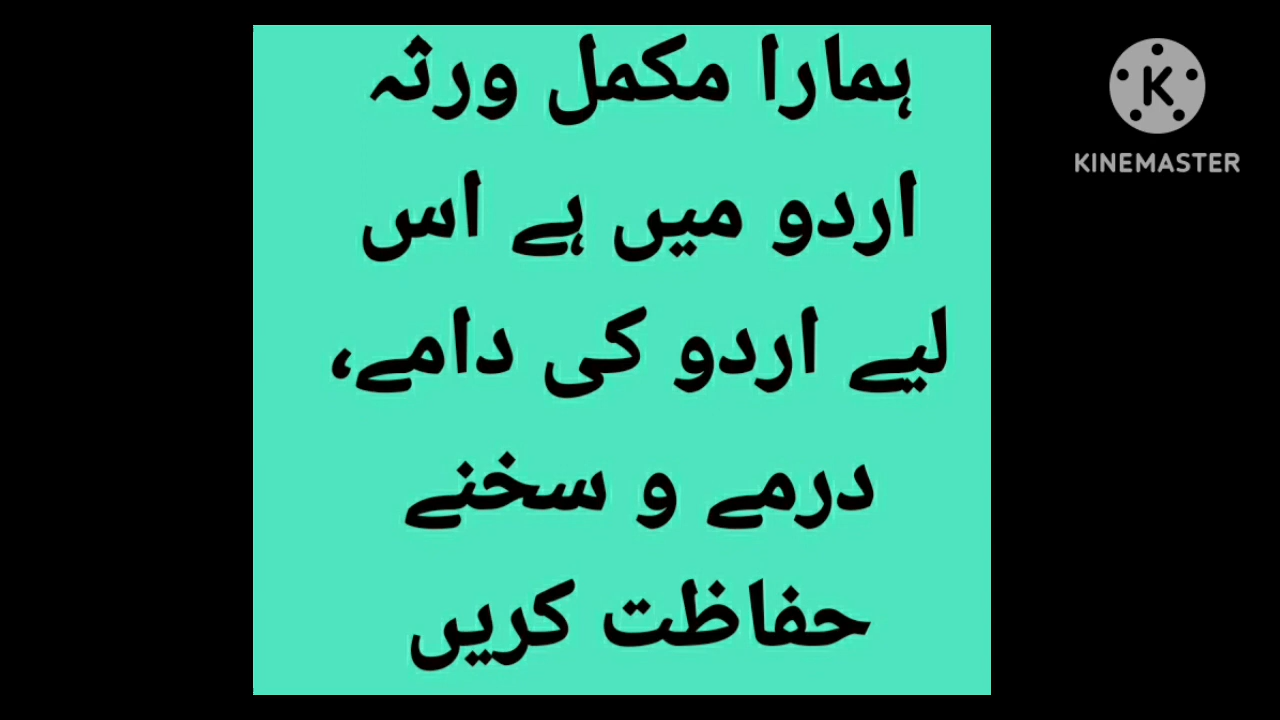 ہمارا مکمل ورثہ
اردو میں ہے اس
لیے اردو کی دامے،
درمے و سخنے
حفاظت کریں
KINEMASTER